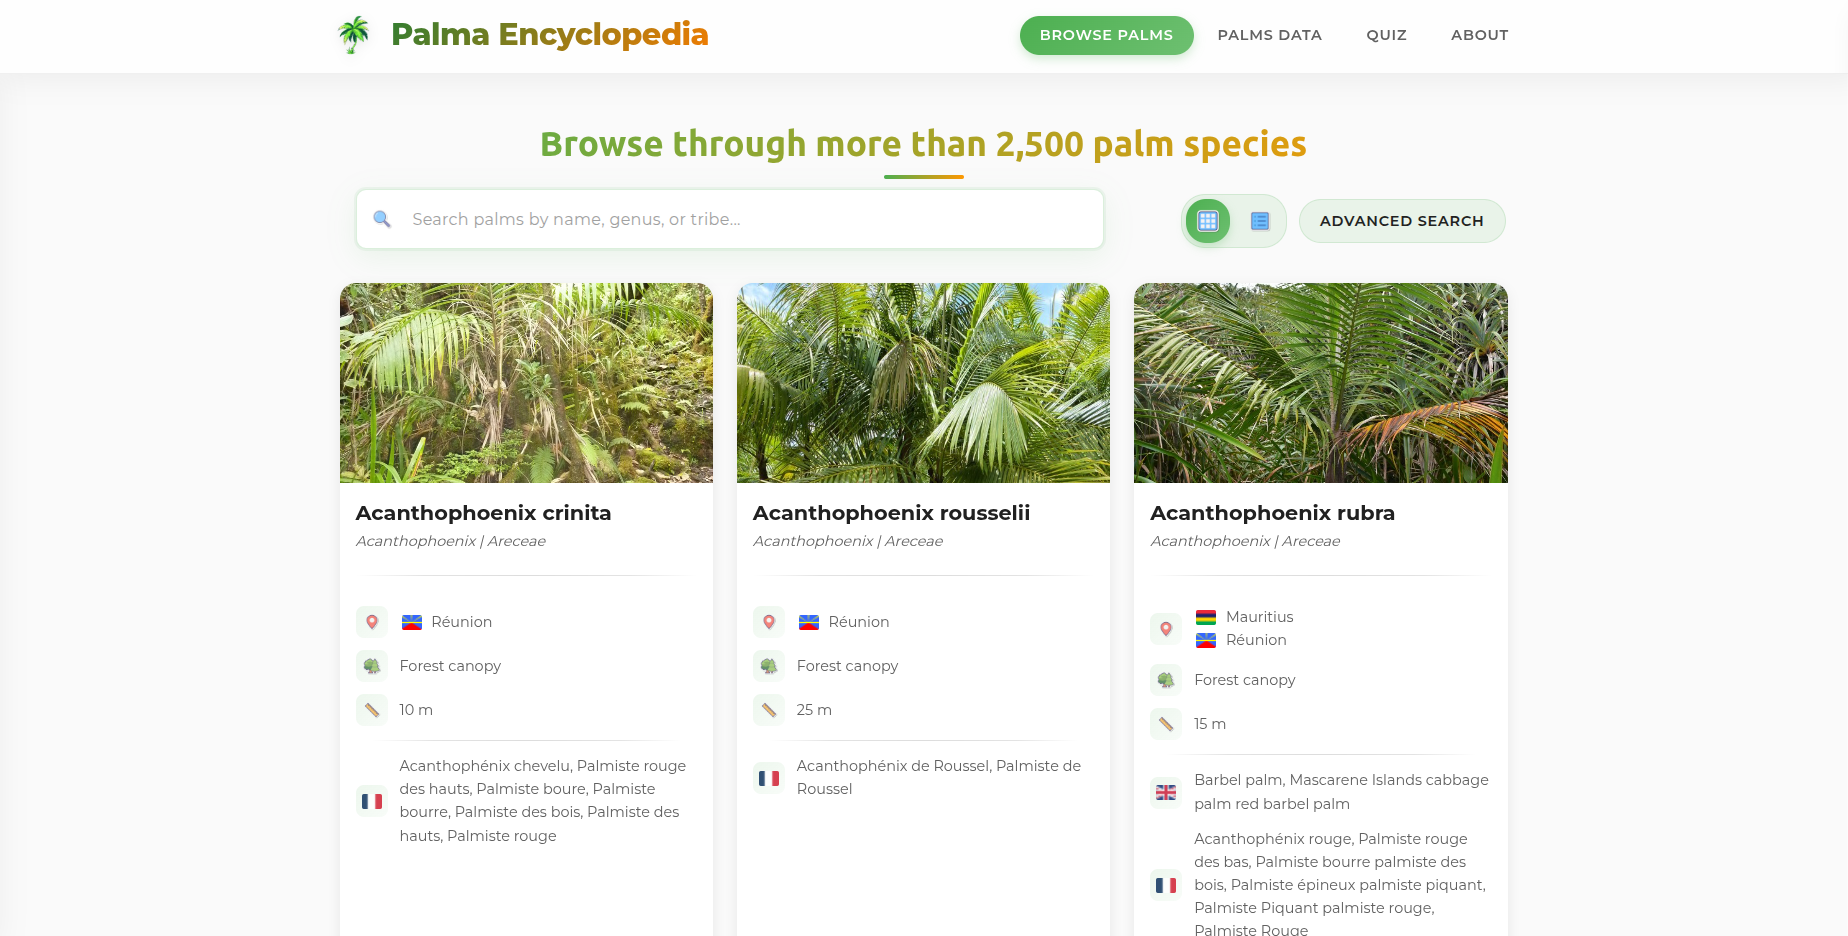 Palma Encyclopedia
BROWSE PALMS
PALMS DATA
QUIZ
ABOUT
Browse through more than 2,500 palm species
Search palms by name, genus, or tribe...
ADVANCED SEARCH
Acanthophoenix crinita
Acanthophoenix | Areceae
Réunion
Forest canopy
10 m
Acanthophénix chevelu, Palmiste rouge
des hauts, Palmiste boure, Palmiste
bourre, Palmiste des bois, Palmiste des
hauts, Palmiste rouge
Acanthophoenix rousselii
Acanthophoenix | Areceae
Réunion
Forest canopy
25 m
Acanthophénix de Roussel, Palmiste de
Roussel
Acanthophoenix rubra
Acanthophoenix | Areceae
Mauritius
Réunion
Forest canopy
15 m
Barbel palm, Mascarene Islands cabbage
palm red barbel palm
Acanthophénix rouge, Palmiste rouge
des bas, Palmiste bourre palmiste des
bois, Palmiste épineux palmiste piquant,
Palmiste Piquant palmiste rouge,
Palmiste Rouge